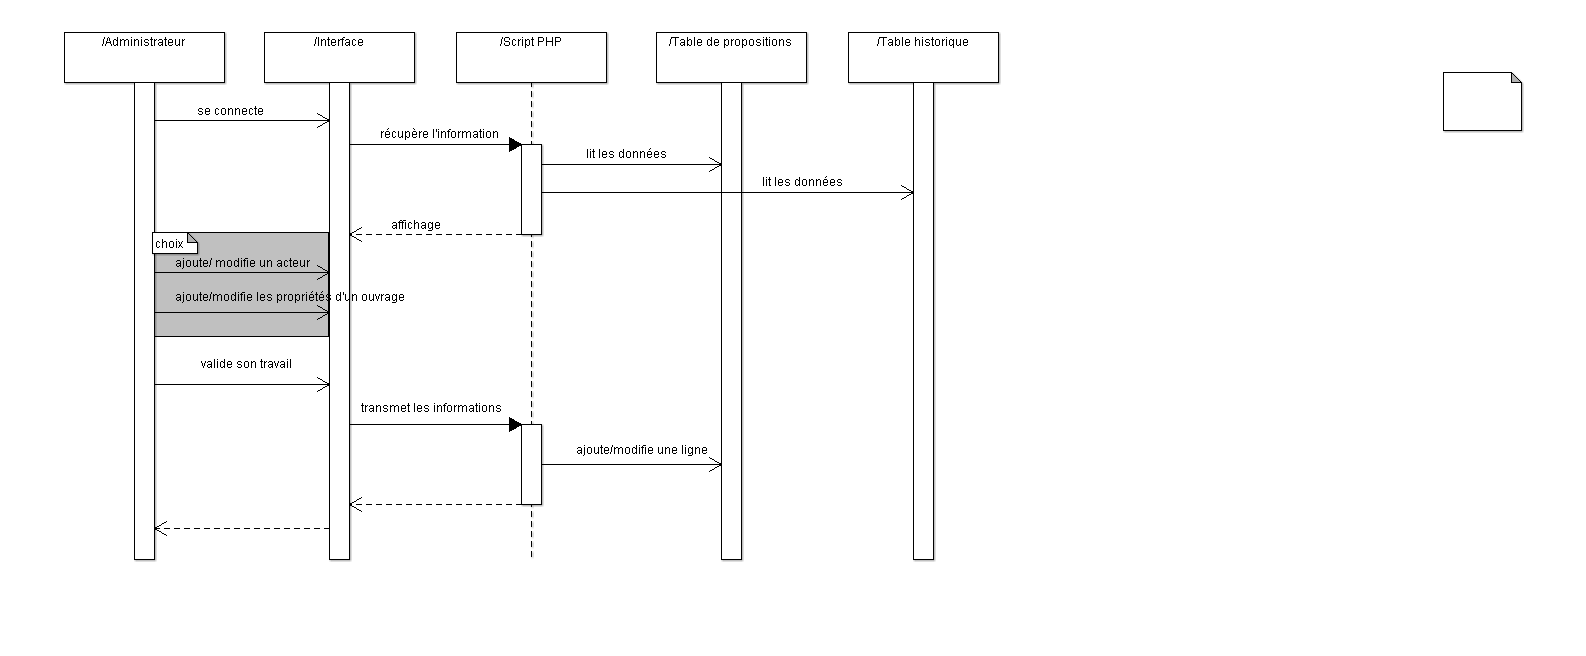 /Administrateur
/Interface
/Script PHP
/Table de propositions
/Table historique
se connecte
récupère l'information
lit les données
lit les données
affichage
choix
ajoute/ modifie un acteur
ajoute/modifie les propriétés d'un ouvrage
valide son travail
transmet les informations
ajoute/modifie une ligne